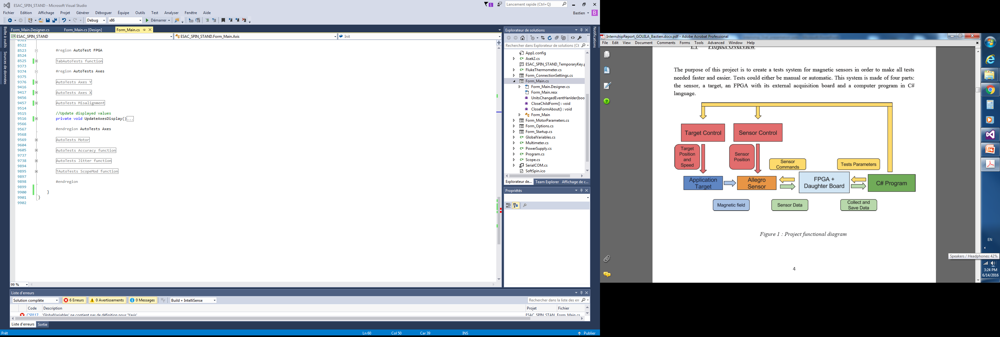 ESAC_SPIN_STAND - Microsoft Visual Studio
1
Lancement rapide (Ctrl+Q)
Fichier Edition Affichage Projet Générer Déboguer Équipe Outils Test Analyser Fenêtre Aide
Bastien B
Debug x86 Démarrer
Boîte à outils
Sources de données
Form_Main.Designer.cs Form_Main.cs [Design] Form_Main.cs
ESAC_SPIN_STAND ESAC_SPIN_STAND.Form_Main.Axis Init
8521
8522
8523 #region AutoTest FPGA
8524
8525 TabAutoTests function
9373
9374 #region AutoTests Axes
9375
9376 AutoTests Axes Y
9416
9417 AutoTests Axes X
9456
9457 AutoTests Misalignment
9514
9515 //Update displayed values
9516 private void UpdateAxesDisplay()...
9566
9567 #endregion AutoTests Axes
9568
9569 AutoTests Motor
9604
9605 AutoTests Accuracy function
9737
9738 AutoTests Jitter function
9894
9895 TAutoTests ScopeMod function
9897
9898 #endregion
9899
9900 }
9901 }
9902
99 %
Explorateur de solutions
Rechercher dans Explorateur de solutions (Ct
App1.config
Asek2.cs
ESAC_SPIN_STAND_TemporaryKey.p
FlukeThermometer.cs
Form_ConnectionSettings.cs
Form_Main.cs
Form_Main.Designer.cs
Form_Main.resx
UnitsChangedEventHanlder(boo
CloseChildForm() : void
CloseFormAbout() : void
Form_Main
Form_MotorParameters.cs
Form_Options.cs
Form_Startup.cs
GlobalVariables.cs
Multimeter.cs
PowerSupply.cs
Program.cs
Scope.cs
SerialCOM.cs
SoftSpin.ico
Explorateur de... Team Explorer Affichage de c...
Propriétés
Notifications
Liste d'erreurs
Solution complète 6 Erreurs 0 Avertissements 0 Messages Build + IntelliSense
Rechercher dans la liste des err
Code Description Projet Fichier
CS0117 'GlobalVariables' ne contient pas de définition pour 'Yaxis' ESAC_SPIN_STAN Form_Main.cs
Liste d'erreurs Sortie
Prêt Ln 60 Col 50 Car 39 INS Publier
InternshipReport_GOUILA_Bastien.docx.pdf - Adobe Acrobat Professional
File Edit View Document Comments Forms Tools Advanced Window Help
1.1 Project Overview
The purpose of this project is to create a tests system for magnetic sensors in order to make all tests
needed faster and easier. Tests could either be manual or automatic. This system is made of four parts:
the sensor, a target, an FPGA with its external acquisition board and a computer program in C#
language.
Target Control
Sensor Control
Target
Position
and
Speed
Sensor
Position
Sensor
Commands
Tests Parameters
Application
Target
Allegro
Sensor
FPGA +
Daughter Board
C# Program
Magnetic field
Sensor Data
Collect and
Save Data
Figure 1 : Project functional diagram
4
EN
Speakers / Headphones: 42%
3:24 PM
6/14/2016